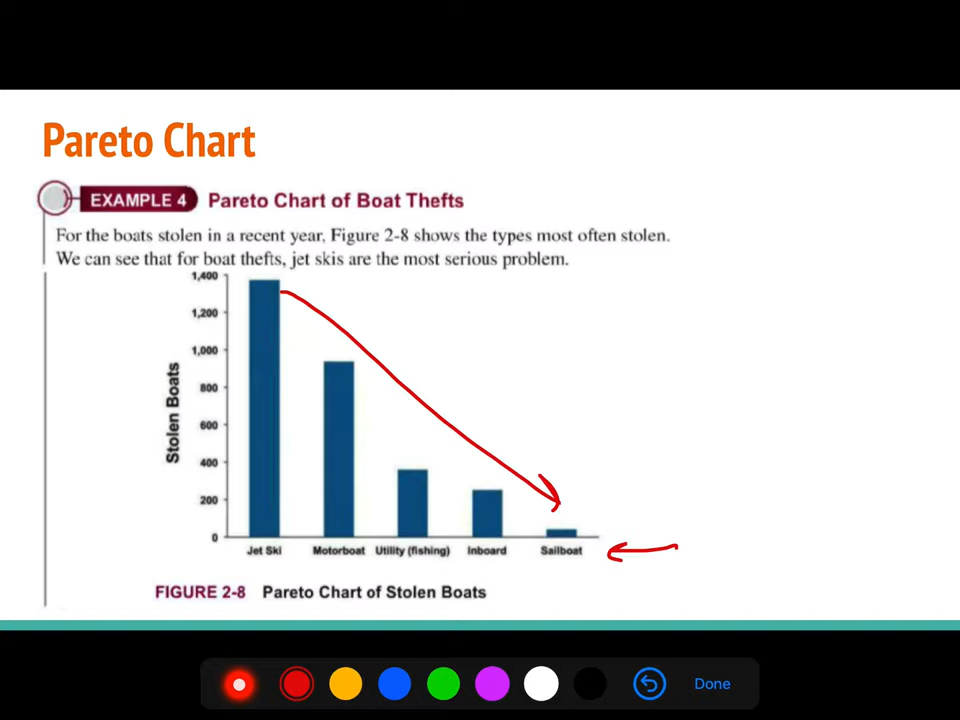 Pareto Chart
EXAMPLE 4 Pareto Chart of Boat Thefts
For the boats stolen in a recent year, Figure 2-8 shows the types most often stolen.
We can see that for boat thefts, jet skis are the most serious problem.
1,400
1,200
1,000
800
600
400
200
0
Stolen Boats
Jet Ski Motorboat Utility (fishing) Inboard Sailboat
FIGURE 2-8 Pareto Chart of Stolen Boats
Done